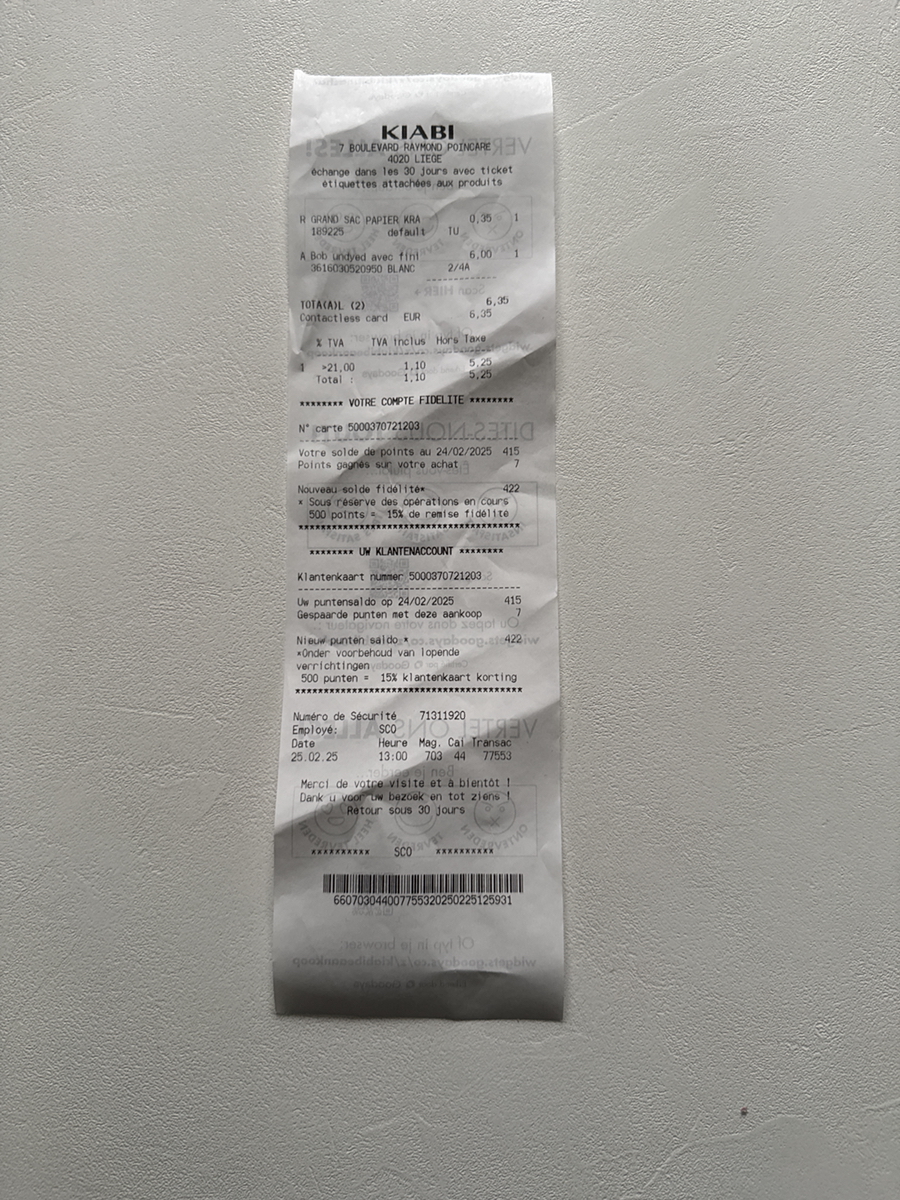 KIABI
7 BOULEVARD RAYMOND POINCARE
4020 LIEGE
échange dans les 30 jours avec ticket
étiquettes attachées aux produits
R GRAND SAC PAPIER KRA 0,35 1
189225 default TU
A Bob undyed avec fini 6,00 1
3616030520950 BLANC 2/4A
TOTA(A)L (2) 6,35
Contactless card EUR 6,35
% TVA TVA inclus Hors Taxe
1 >21,00 1,10 5,25
Total : 1,10 5,25
******** VOTRE COMPTE FIDELITE ********
N° carte 5000370721203
Votre solde de points au 24/02/2025 415
Points gagnés sur votre achat 7
Nouveau solde fidélité* 422
* Sous réserve des opérations en cours
500 points = 15% de remise fidélité
******** UW KLANTENACCOUNT ********
Klantenkaart nummer 5000370721203
Uw puntensaldo op 24/02/2025 415
Gespaarde punten met deze aankoop 7
Nieuw punten saldo * 422
*Onder voorbehoud van lopende
verrichtingen
500 punten = 15% klantenkaart korting
Numéro de Sécurité 71311920
Employé: SCO
Date Heure Mag. Cai Transac
25.02.25 13:00 703 44 77553
Merci de votre visite et à bientôt !
Dank u voor uw bezoek en tot ziens !
Retour sous 30 jours
********** SCO **********
660703044007755320250225125931